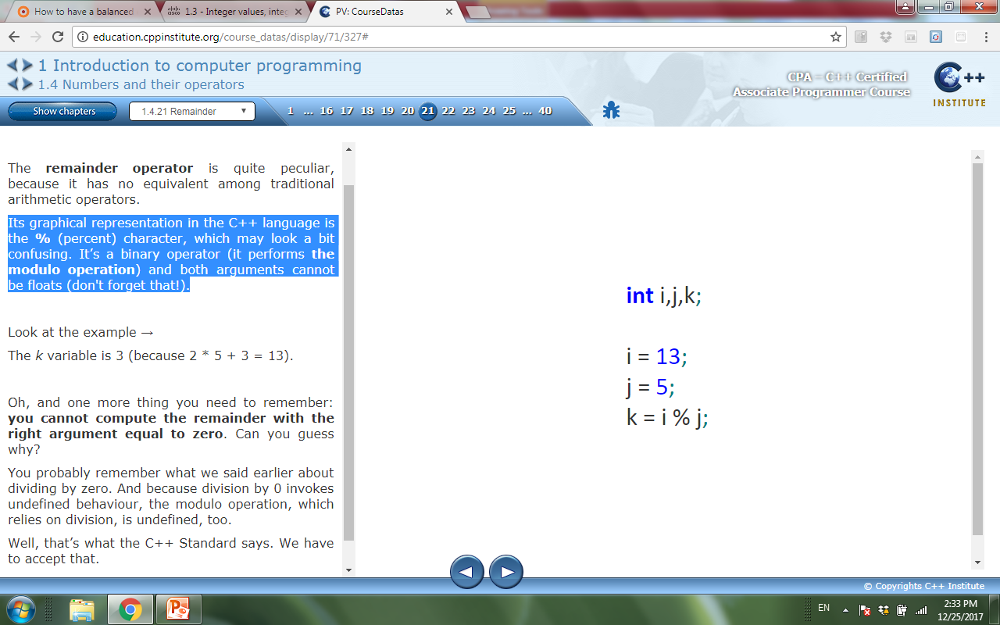 How to have a balanced
1.3 - Integer values, integ
PV: CourseDatas
education.cppinstitute.org/course_datas/display/71/327#
1 Introduction to computer programming
1.4 Numbers and their operators
CPA – C++ Certified
Associate Programmer Course
C++
INSTITUTE
Show chapters
1.4.21 Remainder
1 ... 16 17 18 19 20 21 22 23 24 25 ... 40
The remainder operator is quite peculiar,
because it has no equivalent among traditional
arithmetic operators.
Its graphical representation in the C++ language is
the % (percent) character, which may look a bit
confusing. It’s a binary operator (it performs the
modulo operation) and both arguments cannot
be floats (don't forget that!).
Look at the example →
The k variable is 3 (because 2 * 5 + 3 = 13).
Oh, and one more thing you need to remember:
you cannot compute the remainder with the
right argument equal to zero. Can you guess
why?
You probably remember what we said earlier about
dividing by zero. And because division by 0 invokes
undefined behaviour, the modulo operation, which
relies on division, is undefined, too.
Well, that’s what the C++ Standard says. We have
to accept that.
int i,j,k;
i = 13;
j = 5;
k = i % j;
© Copyrights C++ Institute
EN
2:33 PM
12/25/2017